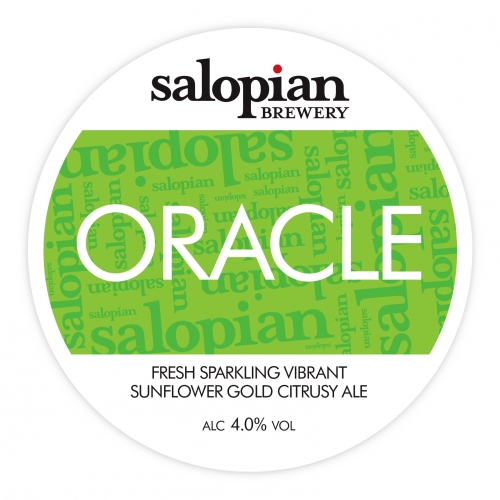 salopian
BREWERY
ORACLE
FRESH SPARKLING VIBRANT
SUNFLOWER GOLD CITRUSY ALE
ALC 4.0% VOL